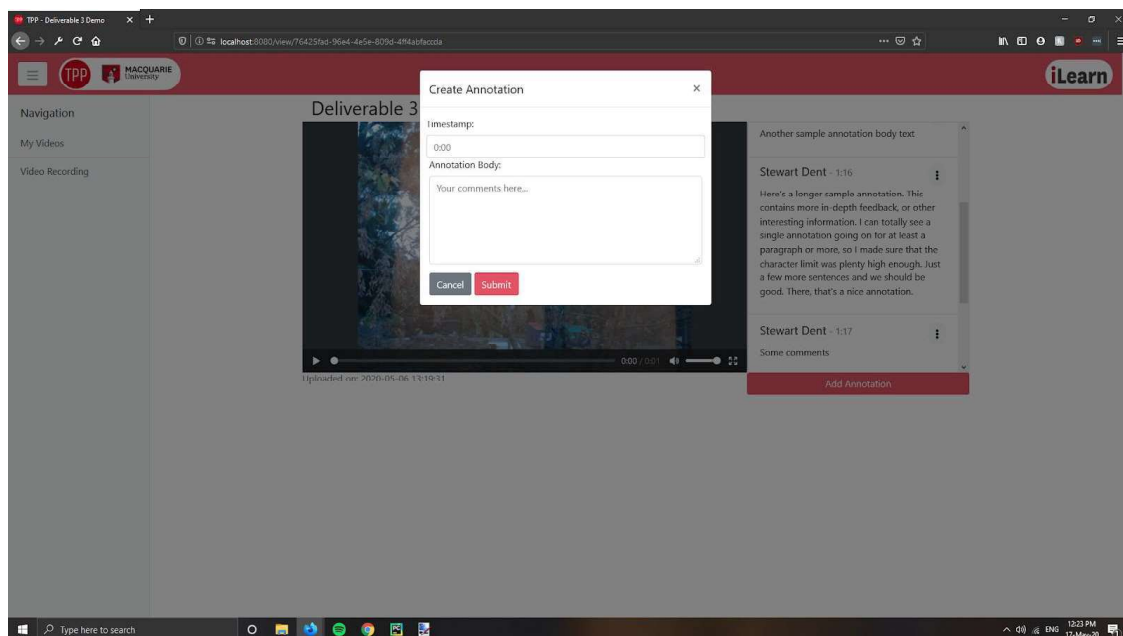 TPP - Deliverable 3 Demo
localhost:8080/view/76425fad-96e4-4e5e-809d-4ff4abfaccda
TPP
MACQUARIE
University
iLearn
Navigation
My Videos
Video Recording
Deliverable 3
Create Annotation
Timestamp:
0:00
Annotation Body:
Your comments here...
Cancel
Submit
0:00 / 0:01
Uploaded on: 2020-05-06 13:19:31
Another sample annotation body text
Stewart Dent - 1:16
Here's a longer sample annotation. This
contains more in-depth feedback, or other
interesting information. I can totally see a
single annotation going on for at least a
paragraph or more, so I made sure that the
character limit was plenty high enough. Just
a few more sentences and we should be
good. There, that's a nice annotation.
Stewart Dent - 1:17
Some comments
Add Annotation
Type here to search
ENG
12:23 PM
17-May-20